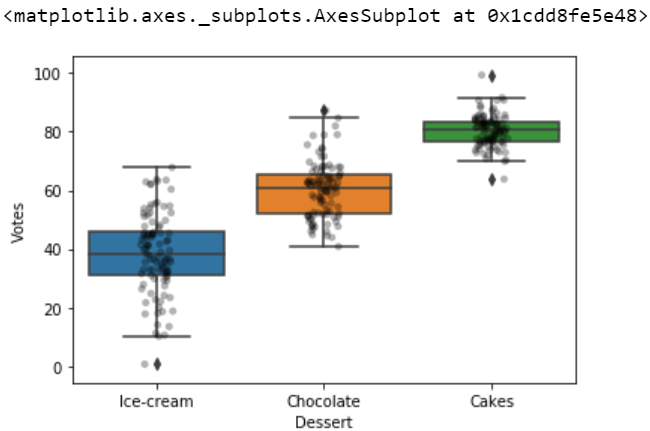 <matplotlib.axes._subplots.AxesSubplot at 0x1cdd8fe5e48>
100
80
60
40
20
0
Votes
Ice-cream Chocolate Cakes
Dessert